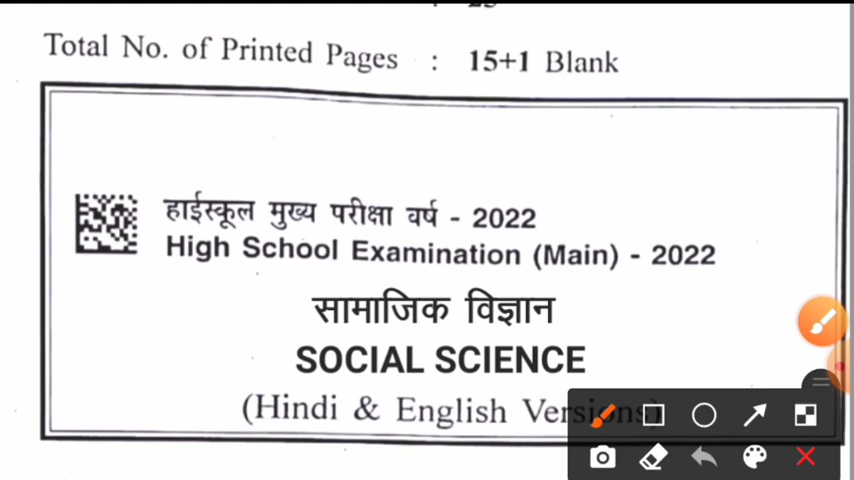 Total No. of Printed Pages : 15+1 Blank
हाईस्कूल मुख्य परीक्षा वर्ष - 2022
High School Examination (Main) - 2022
सामाजिक विज्ञान
SOCIAL SCIENCE
(Hindi & English Versions)